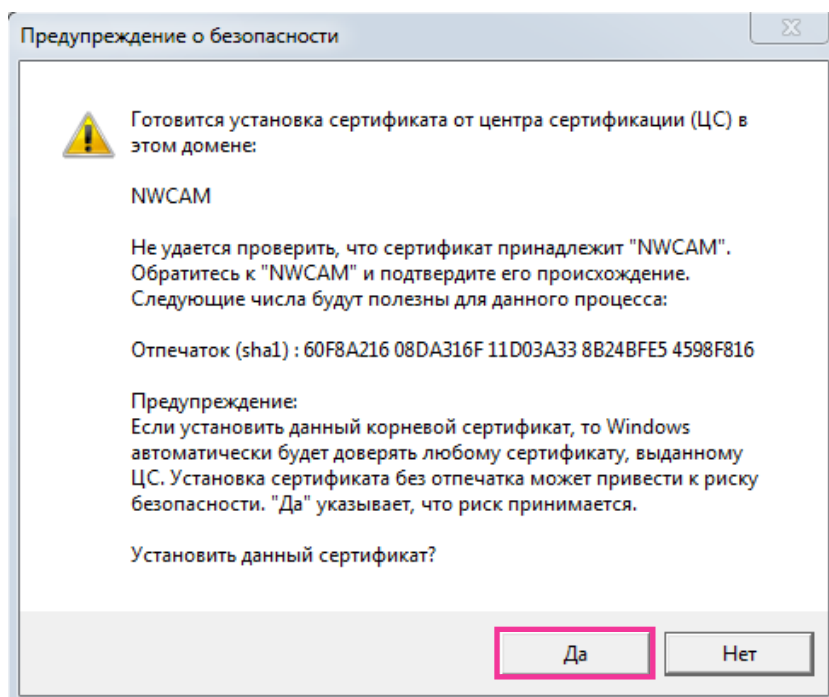 Предупреждение о безопасности
Готовится установка сертификата от центра сертификации (ЦС) в
этом домене:
NWCAM
Не удается проверить, что сертификат принадлежит "NWCAM".
Обратитесь к "NWCAM" и подтвердите его происхождение.
Следующие числа будут полезны для данного процесса:
Отпечаток (sha1) : 60F8A216 08DA316F 11D03A33 8B24BFE5 4598F816
Предупреждение:
Если установить данный корневой сертификат, то Windows
автоматически будет доверять любому сертификату, выданному
ЦС. Установка сертификата без отпечатка может привести к риску
безопасности. "Да" указывает, что риск принимается.
Установить данный сертификат?
Да Нет